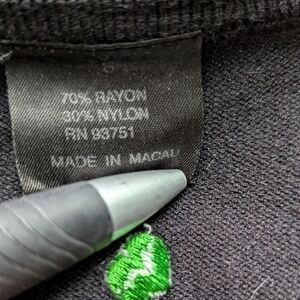 70% RAYON
30% NYLON
RN 93751
MADE IN MACAU